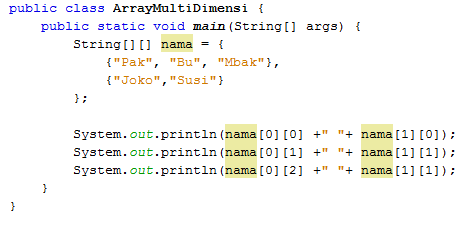 public class ArrayMultiDimensi {
    public static void main(String[] args) {
        String[][] nama = {
            {"Pak", "Bu", "Mbak"},
            {"Joko","Susi"}
        };
        System.out.println(nama[0][0] +" "+ nama[1][0]);
        System.out.println(nama[0][1] +" "+ nama[1][1]);
        System.out.println(nama[0][2] +" "+ nama[1][1]);
    }
}